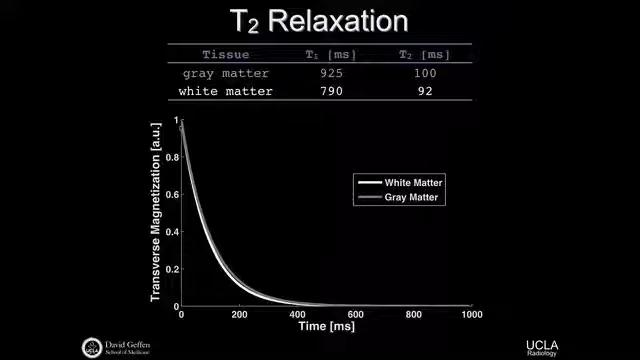 T2 Relaxation
Tissue T1 [ms] T2 [ms]
gray matter 925 100
white matter 790 92
Transverse Magnetization [a.u.]
1
0.8
0.6
0.4
0.2
0
0 200 400 600 800 1000
Time [ms]
White Matter
Gray Matter
David Geffen
School of Medicine
UCLA
Radiology